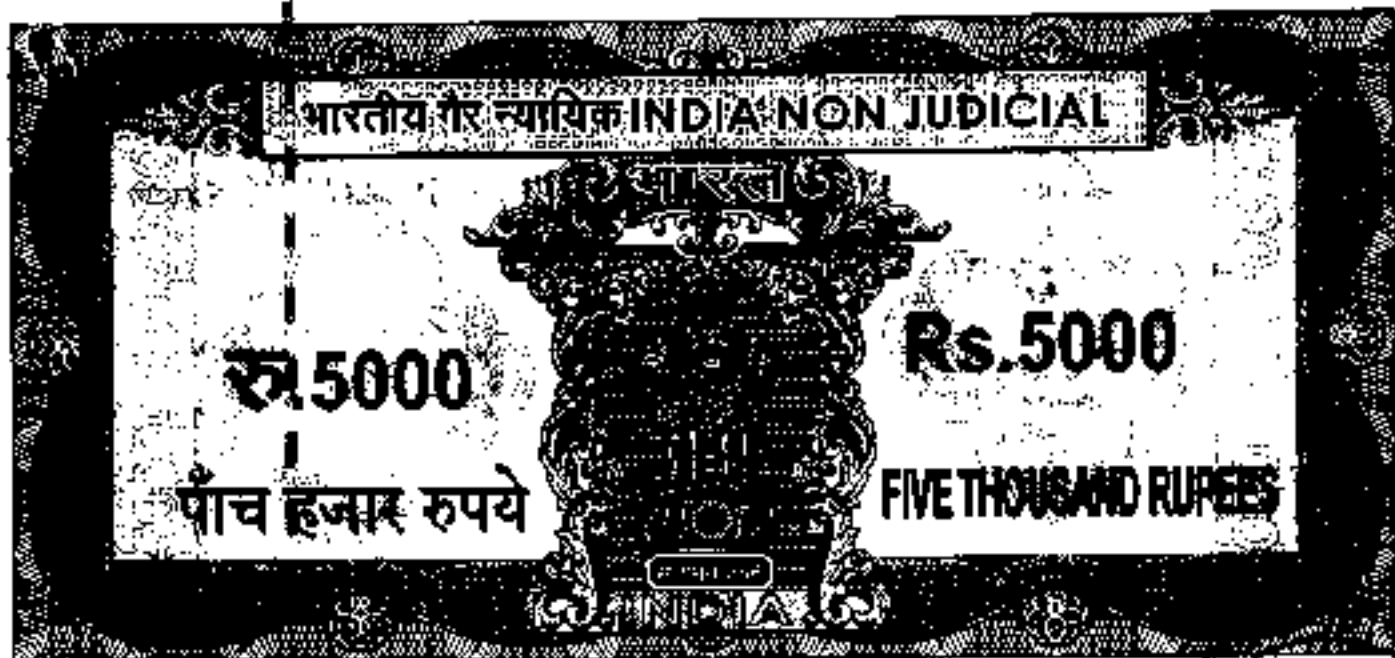 भारतीय गैर न्यायिक INDIA NON JUDICIAL
भारत
रु.5000
Rs.5000
पाँच हजार रुपये
FIVE THOUSAND RUPEES
INDIA